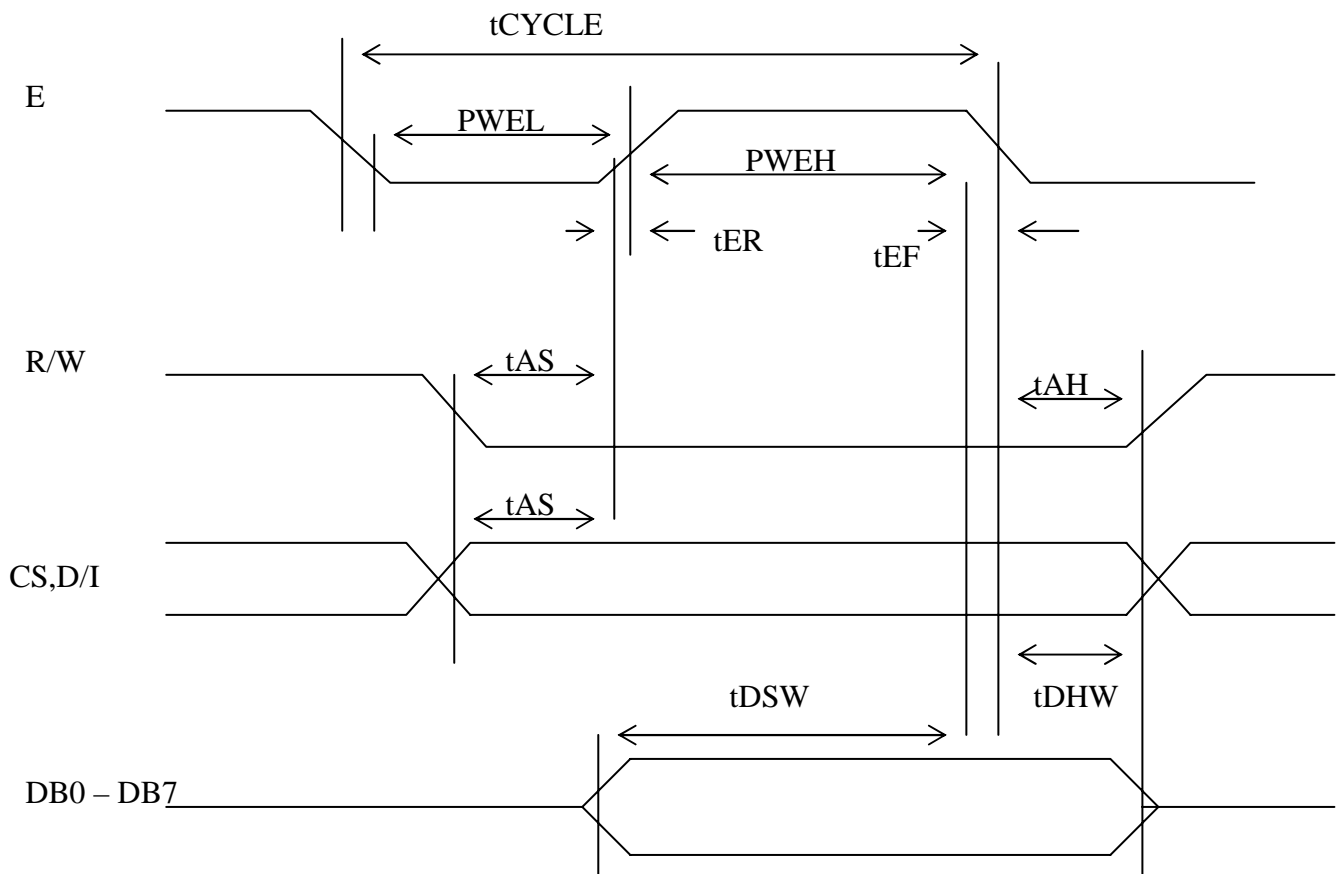 tCYCLE
E
PWEL
PWEH
tER
tEF
R/W
tAS
tAH
tAS
CS,D/I
tDSW
tDHW
DB0 – DB7